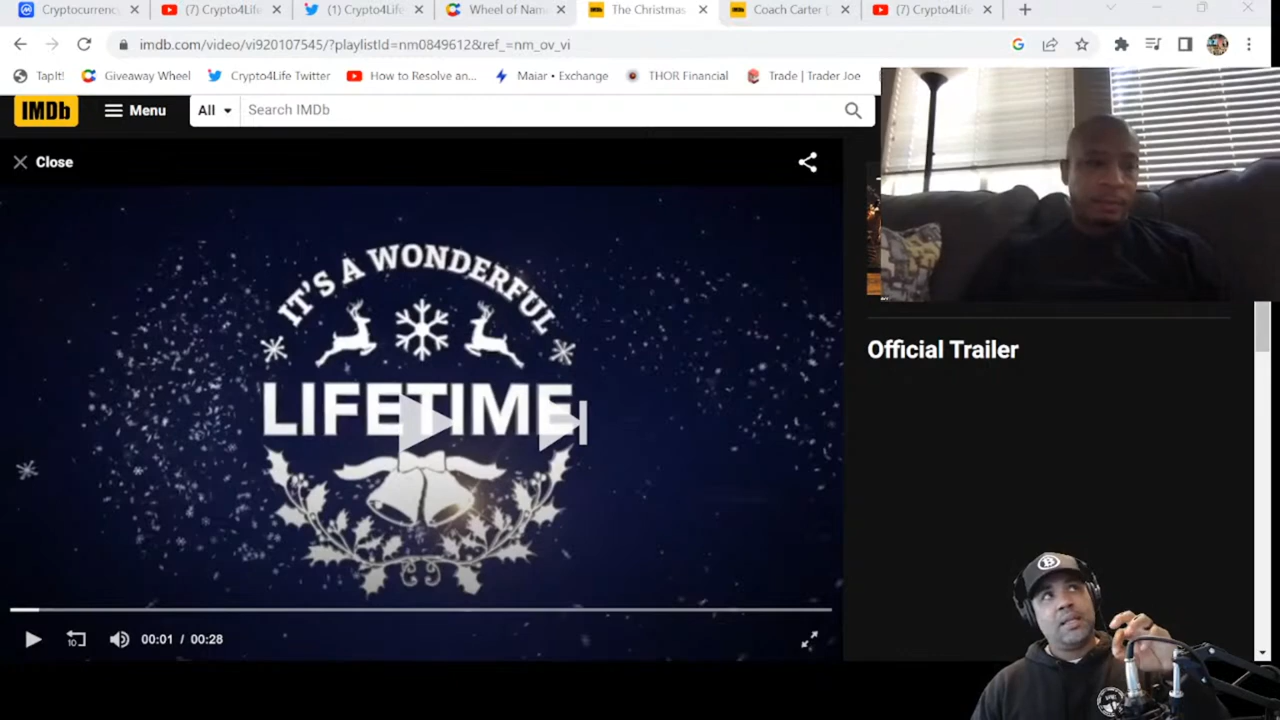 Cryptocurrency
(7) Crypto4Life
(1) Crypto4Life
Wheel of Nam
The Christmas
Coach Carter (
(7) Crypto4Life
imdb.com/video/vi920107545/?playlistId=nm0849612&ref_=nm_ov_vi
TapIt!
Giveaway Wheel
Crypto4Life Twitter
How to Resolve an...
Maiar • Exchange
THOR Financial
Trade | Trader Joe
IMDb
Menu
All
Search IMDb
Close
IT'S A WONDERFUL
LIFETIME
Official Trailer
10
00:01 / 00:28